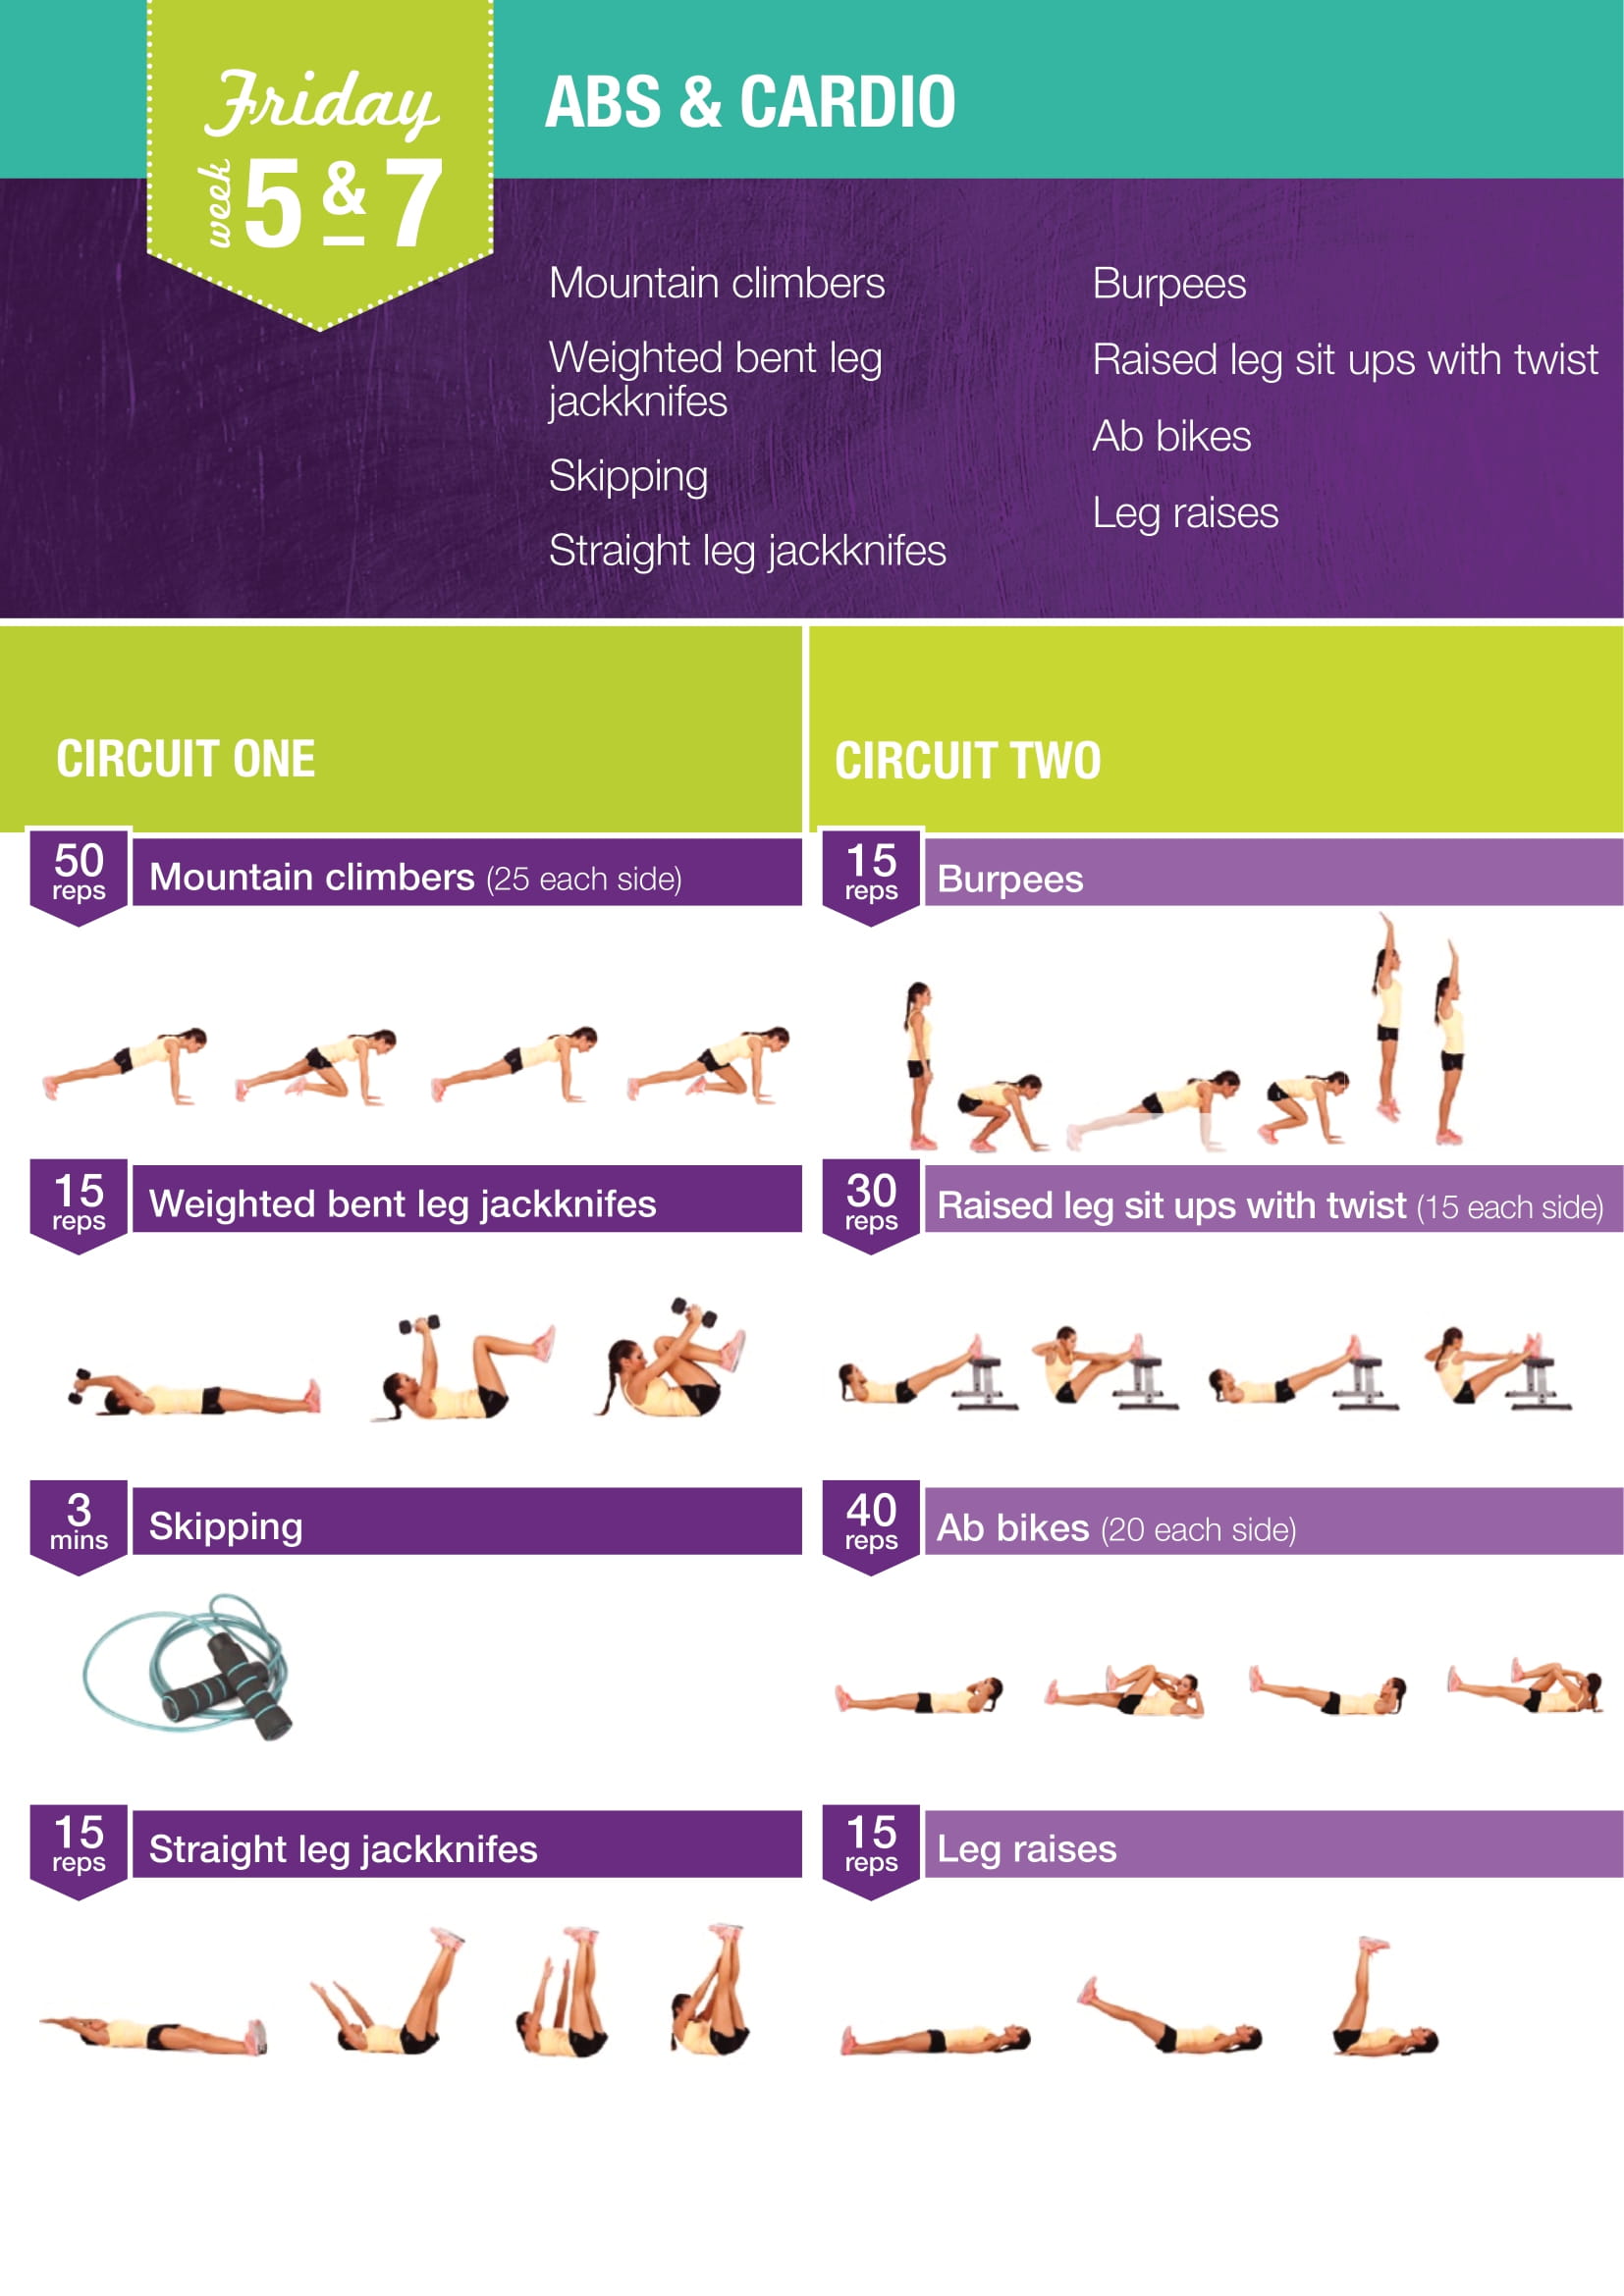 Friday
week 5 & 7
ABS & CARDIO
Mountain climbers
Weighted bent leg
jackknifes
Skipping
Straight leg jackknifes
Burpees
Raised leg sit ups with twist
Ab bikes
Leg raises
CIRCUIT ONE
50
reps
Mountain climbers (25 each side)
15
reps
Weighted bent leg jackknifes
3
mins
Skipping
15
reps
Straight leg jackknifes
CIRCUIT TWO
15
reps
Burpees
30
reps
Raised leg sit ups with twist (15 each side)
40
reps
Ab bikes (20 each side)
15
reps
Leg raises